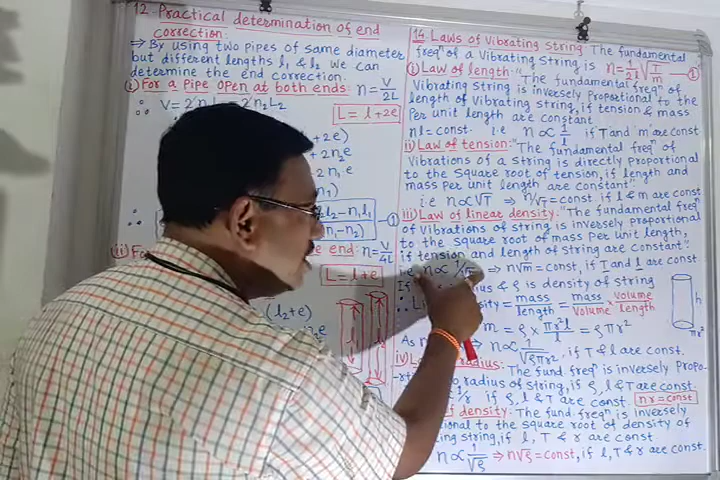 12. Practical determination of end
correction:
⇒ By using two pipes of same diameter
but different lengths l₁ & l₂ we can
determine the end correction.
(i) For a pipe open at both ends: n = V/2L
∴ V = 2n₁L₁ = 2n₂L₂
L = l+2e
+2e)
2n₂e
2n₁e
n₁)
l₂-n₁l₁
-n₂)
(ii)
end: n = V/4L
L = l+e
(l₂+e)
14. Laws of Vibrating String: The fundamental
freqⁿ of a Vibrating String is n = 1/2l √T/m —①
(i) Law of length: "The fundamental freqⁿ of
Vibrating string is inversely Proportional to the
length of Vibrating string, if tension & mass
Per unit length are constant"
nl = const. i.e n ∝ 1/l if T and 'm' are const
ii) Law of tension: "The fundamental freqⁿ of
Vibrations of a String is directly proportional
to the Square root of tension, if length and
mass per unit length are constant"
i.e n∝√T ⇒ n/√T = const. if l & m are const
iii) Law of linear density: "The fundamental freqⁿ
of Vibrations of String is inversely proportional
to the square root of mass Per unit length,
if tension and length of string are constant"
n∝ 1/√m ⇒ n√m = const, if T and l are const.
If radius & ρ is density of string
density = mass/length = mass/volume × volume/length
h
m = ρ × πr²l/l = ρπr²
πr²
⇒ n∝ 1/√ρπr², if T & l are const.
iv) radius: The fund. freqⁿ is inversely Propo-
-r to radius of string, if ρ, l & T are const.
1/r if ρ, l & T are const. nr = const
of density: The fund. freqⁿ is inversely
to the square root of density of
string, if l, T & r are const
n∝ 1/√ρ ⇒ n√ρ = const, if l, T & r are const.